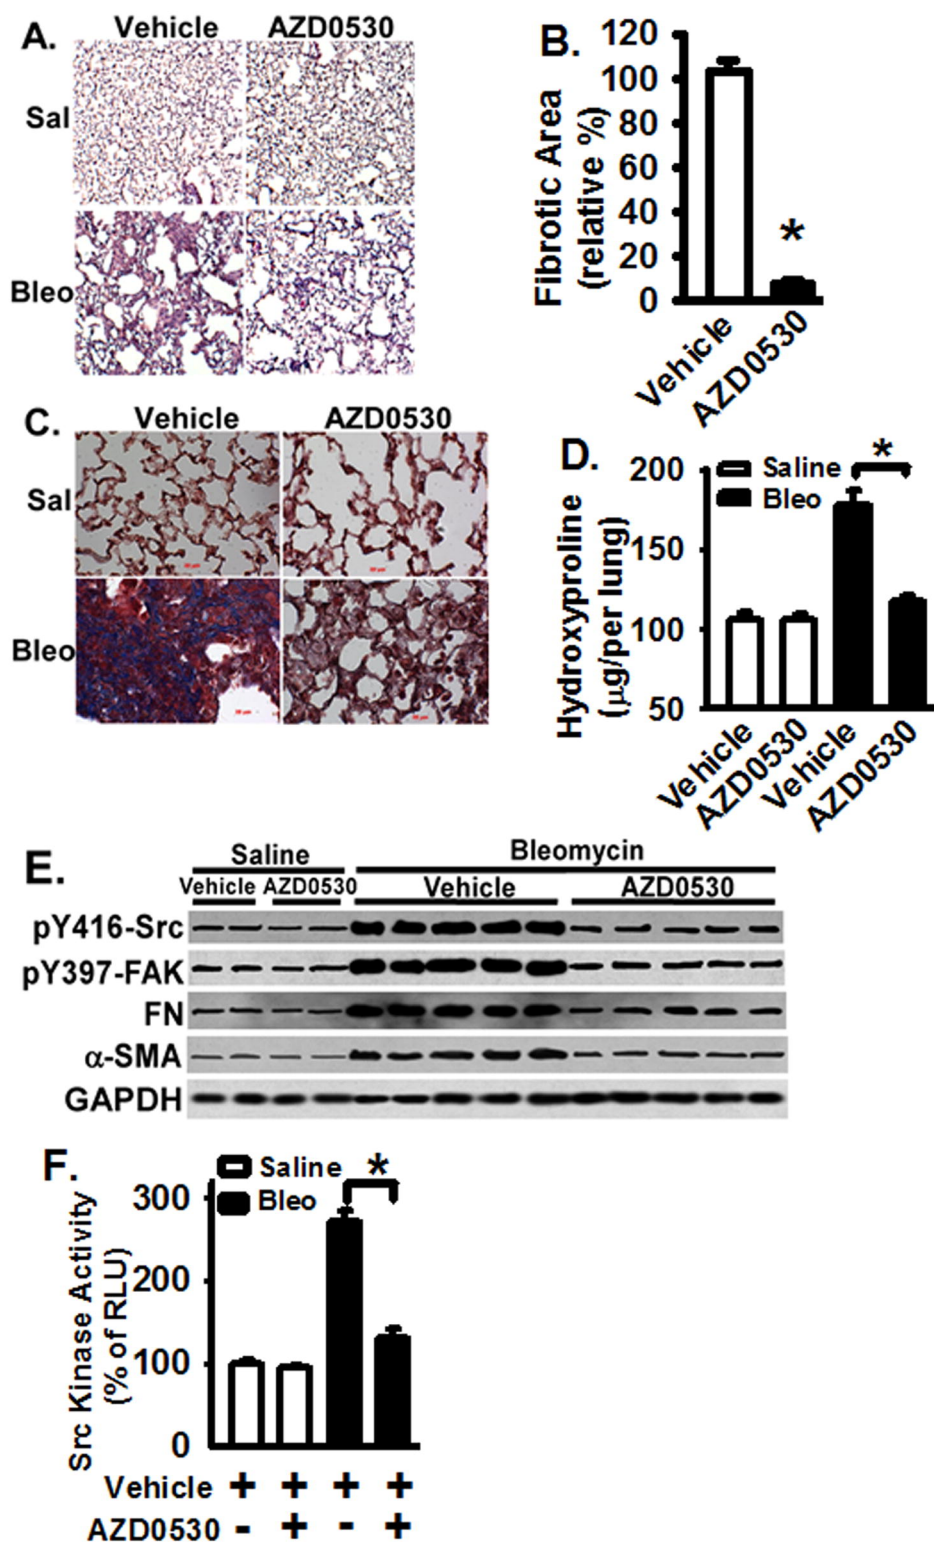 A.
Vehicle AZD0530
Sal
Bleo
B.
Fibrotic Area
(relative %)
120
100
80
60
40
20
0
*
Vehicle
AZD0530
C.
Vehicle AZD0530
Sal
Bleo
D.
Saline
Bleo
*
Hydroxyproline
(μg/per lung)
200
150
100
50
Vehicle
AZD0530
Vehicle
AZD0530
E.
Saline Bleomycin
Vehicle AZD0530 Vehicle AZD0530
pY416-Src
pY397-FAK
FN
α-SMA
GAPDH
F.
Saline
Bleo
*
Src Kinase Activity
(% of RLU)
300
200
100
0
Vehicle + + + +
AZD0530 - + - +